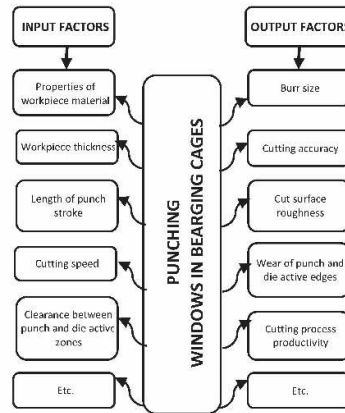 INPUT FACTORS
Properties of
workpiece material
Workpiece thickness
Length of punch
stroke
Cutting speed
Clearance between
punch and die active
zones
Etc.
PUNCHING
WINDOWS IN BEARGING CAGES
OUTPUT FACTORS
Burr size
Cutting accuracy
Cut surface
roughness
Wear of punch and
die active edges
Cutting process
productivity
Etc.